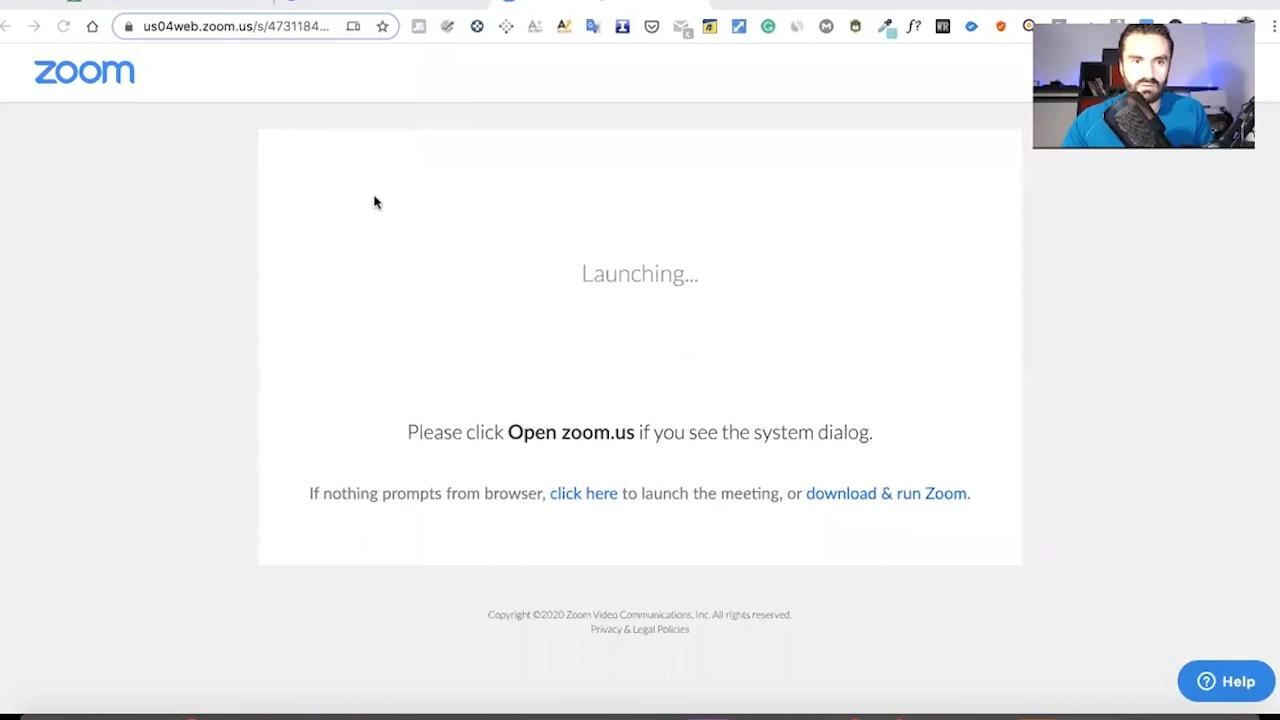 us04web.zoom.us/s/4731184...
zoom
Launching...
Please click Open zoom.us if you see the system dialog.
If nothing prompts from browser, click here to launch the meeting, or download & run Zoom.
Copyright ©2020 Zoom Video Communications, Inc. All rights reserved.
Privacy & Legal Policies
Help